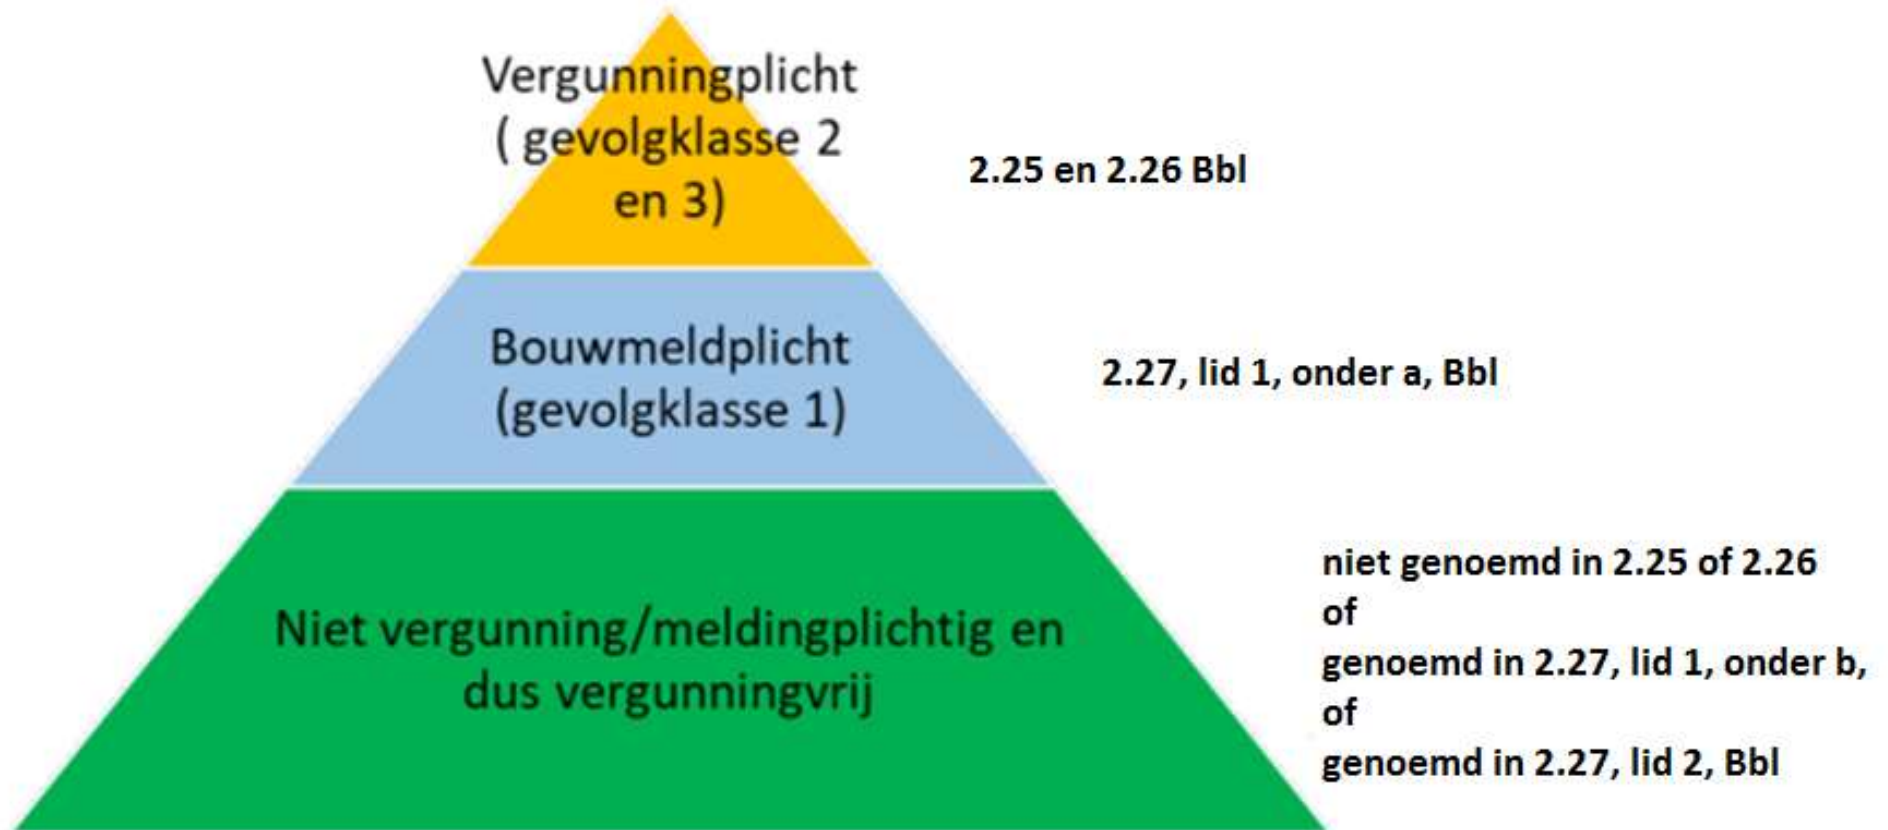 Vergunningplicht
( gevolgklasse 2
en 3)
2.25 en 2.26 Bbl
Bouwmeldplicht
(gevolgklasse 1)
2.27, lid 1, onder a, Bbl
Niet vergunning/meldingplichtig en
dus vergunningvrij
niet genoemd in 2.25 of 2.26
of
genoemd in 2.27, lid 1, onder b,
of
genoemd in 2.27, lid 2, Bbl